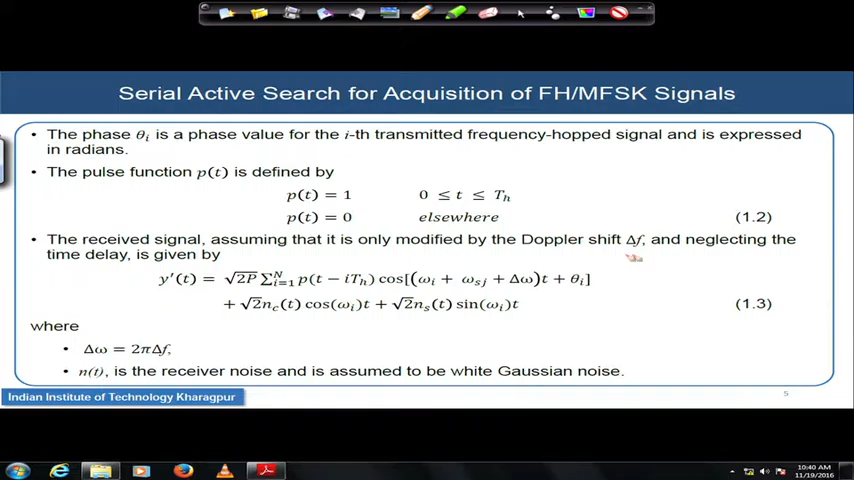 Serial Active Search for Acquisition of FH/MFSK Signals
• The phase θᵢ is a phase value for the i-th transmitted frequency-hopped signal and is expressed
in radians.
• The pulse function p(t) is defined by
p(t) = 1 0 ≤ t ≤ Tₕ
p(t) = 0 elsewhere (1.2)
• The received signal, assuming that it is only modified by the Doppler shift Δf, and neglecting the
time delay, is given by
y′(t) = √2P ∑ᵢ₌₁ᴺ p(t − iTₕ) cos[(ωᵢ + ωₛⱼ + Δω)t + θᵢ]
+ √2nc(t) cos(ωᵢ)t + √2nₛ(t) sin(ωᵢ)t (1.3)
where
• Δω = 2πΔf,
• n(t), is the receiver noise and is assumed to be white Gaussian noise.
Indian Institute of Technology Kharagpur
5
10:40 AM
11/19/2016